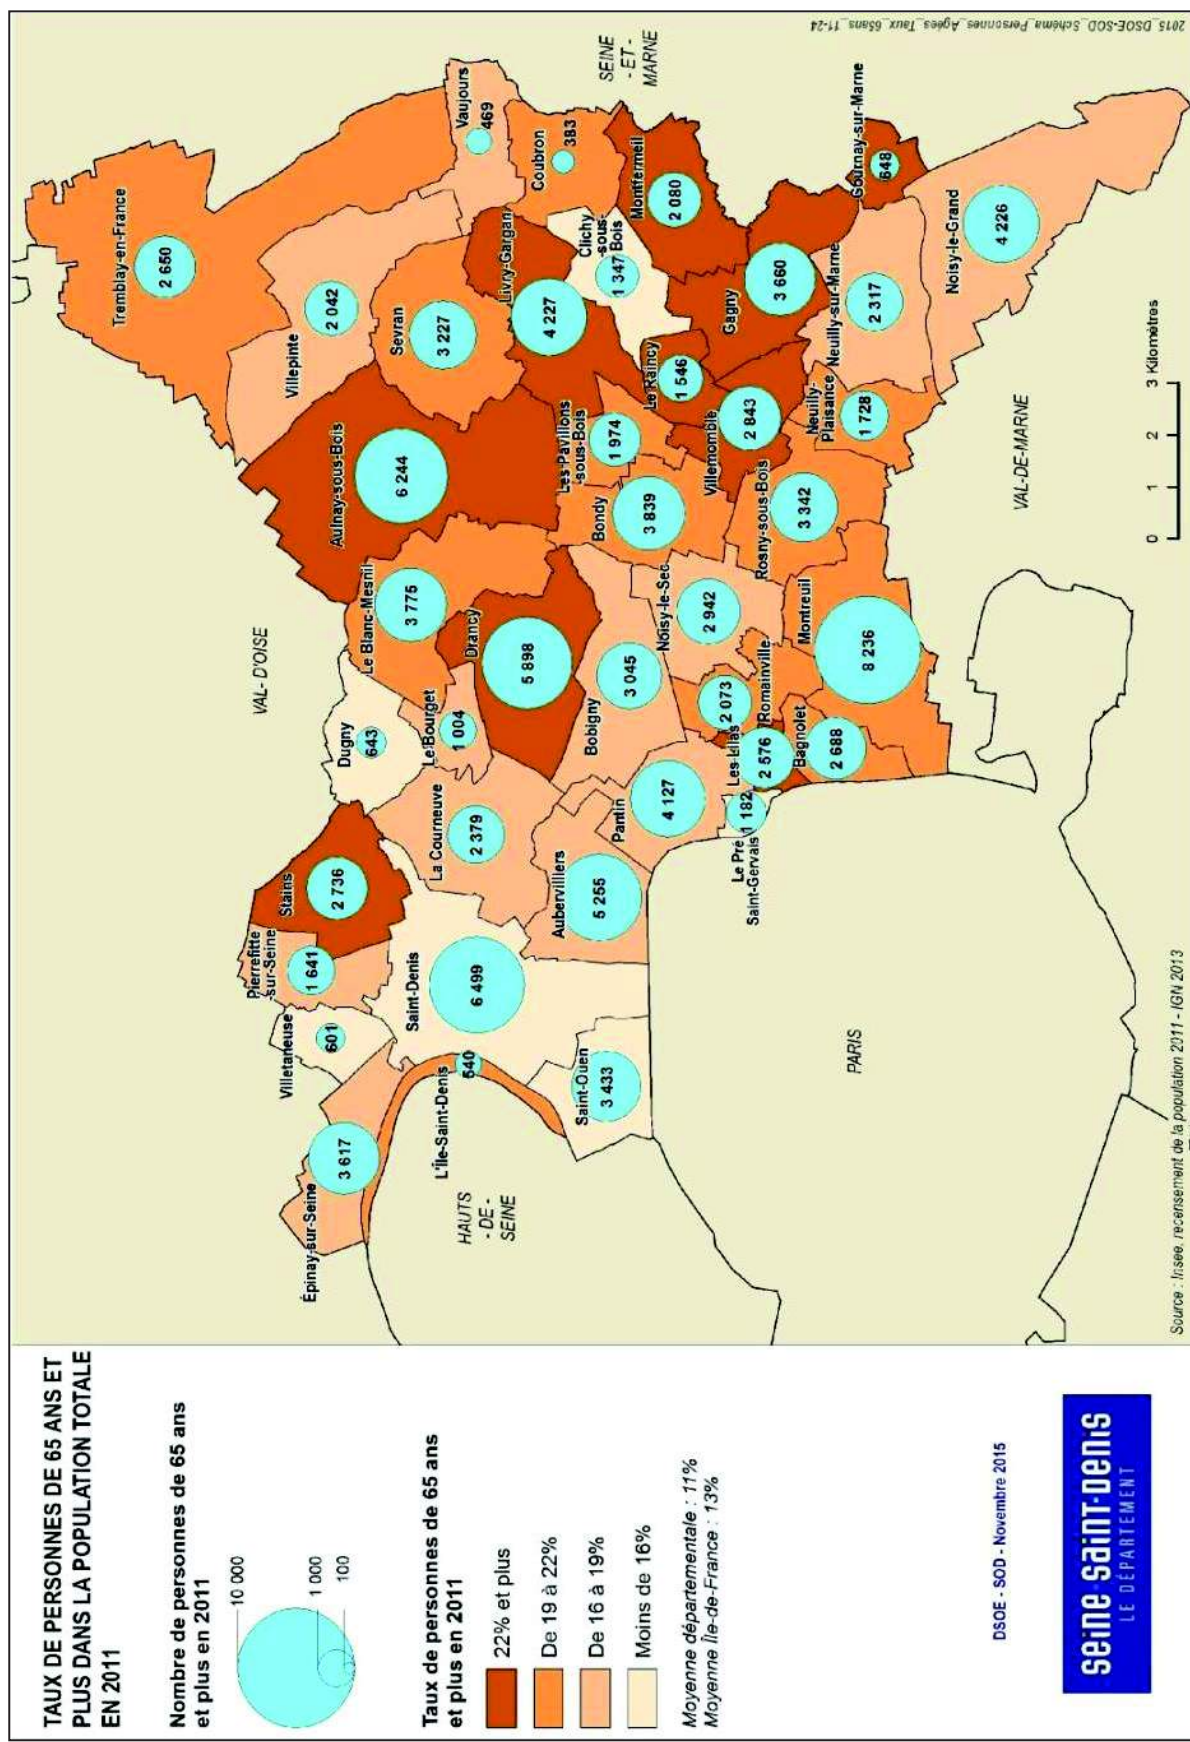 TAUX DE PERSONNES DE 65 ANS ET
PLUS DANS LA POPULATION TOTALE
EN 2011
Nombre de personnes de 65 ans
et plus en 2011
10 000
1 000
100
Taux de personnes de 65 ans
et plus en 2011
22% et plus
De 19 à 22%
De 16 à 19%
Moins de 16%
Moyenne départementale : 11%
Moyenne Île-de-France : 13%
DSOE - SOD - Novembre 2015
seine-saint-denis
LE DÉPARTEMENT
VAL-D'OISE
HAUTS
- DE -
SEINE
PARIS
VAL-DE-MARNE
SEINE
- ET -
MARNE
Épinay-sur-Seine
3 617
Villetaneuse
601
Pierrefitte
-sur-Seine
1 641
Stains
2 736
L'Île-Saint-Denis
540
Saint-Denis
6 499
Saint-Ouen
3 433
Dugny
643
La Courneuve
2 379
Le Bourget
1 004
Aubervilliers
5 255
Pantin
4 127
Le Pré
Saint-Gervais
1 182
Les Lilas
2 576
Bagnolet
2 688
Romainville
2 073
Montreuil
8 236
Bobigny
3 045
Noisy-le-Sec
2 942
Drancy
5 898
Le Blanc-Mesnil
3 775
Aulnay-sous-Bois
6 244
Bondy
3 839
Les Pavillons
-sous-Bois
1 974
Rosny-sous-Bois
3 342
Villemomble
2 843
Le Raincy
1 546
Neuilly-
Plaisance
1 728
Neuilly-sur-Marne
2 317
Gagny
3 660
Livry-Gargan
4 227
Clichy
-sous-
Bois
1 347
Sevran
3 227
Villepinte
2 042
Tremblay-en-France
2 650
Vaujours
469
Coubron
383
Montfermeil
2 080
Gournay-sur-Marne
648
Noisy-le-Grand
4 226
0 1 2 3 Kilomètres
Source : Insee, recensement de la population 2011 - IGN 2013
2015_DSOE-SOD_Schéma_Personnes_Agées_Taux_65ans_11-24